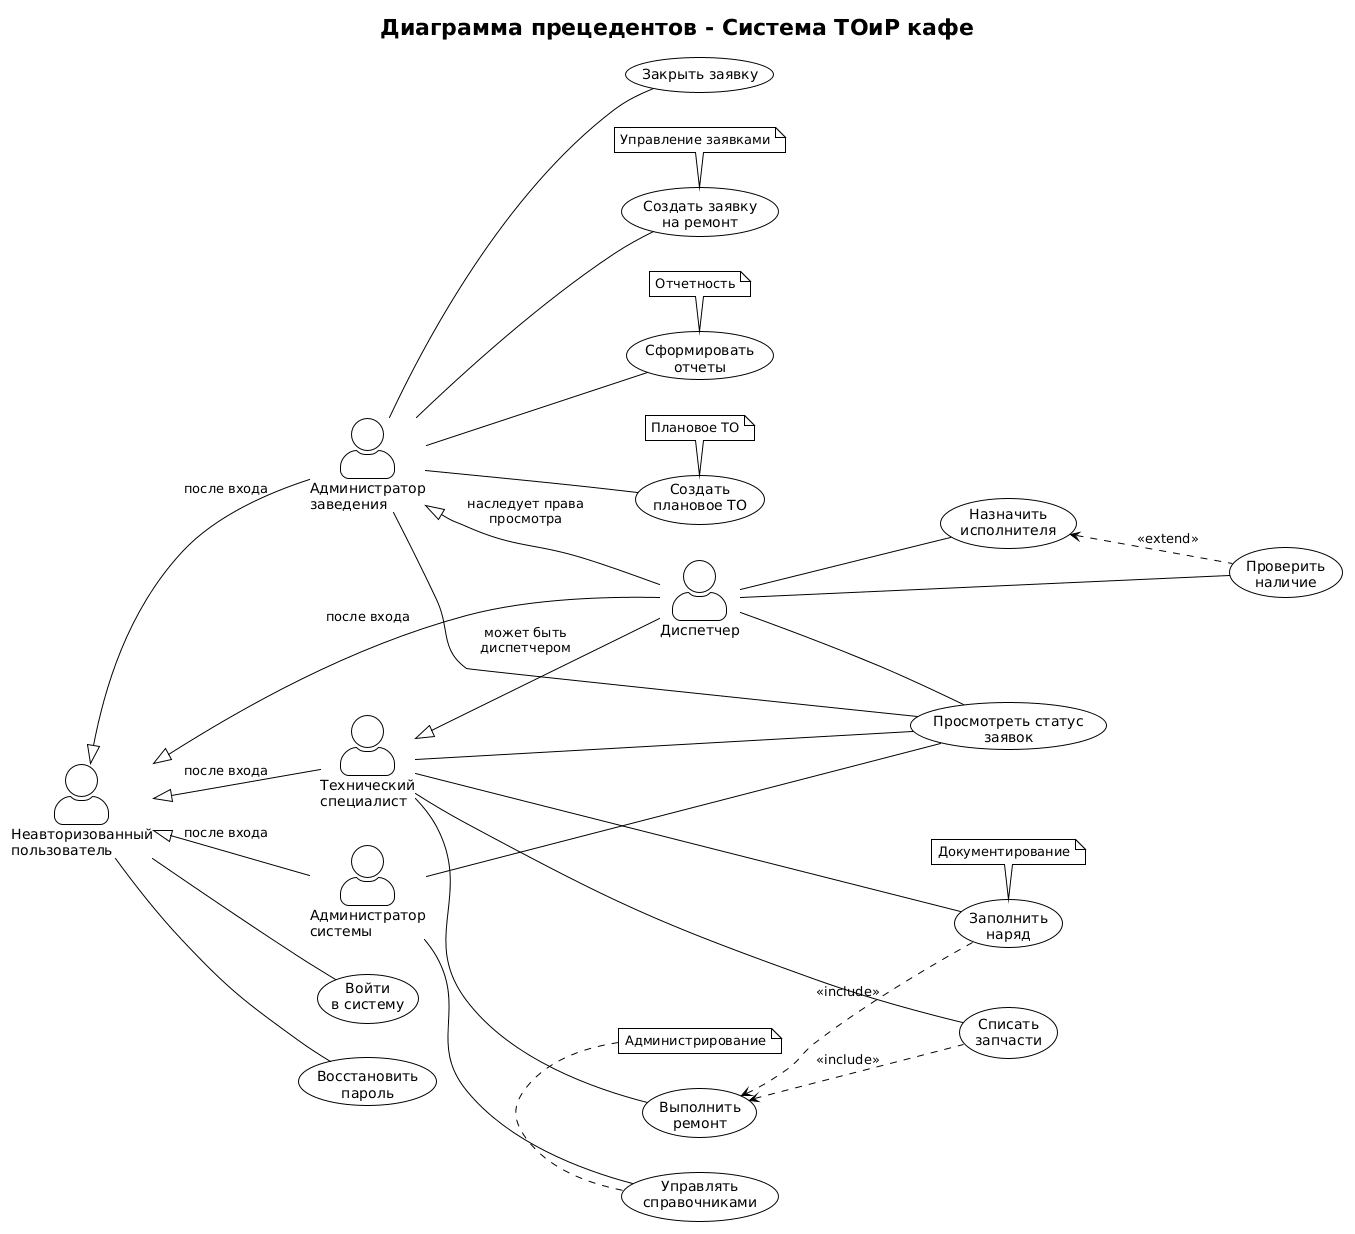 Диаграмма прецедентов - Система ТОиР кафе
Закрыть заявку
Управление заявками
Создать заявку
на ремонт
Отчетность
Сформировать
отчеты
Плановое ТО
Создать
плановое ТО
Администратор
заведения
после входа
наследует права
просмотра
Назначить
исполнителя
«extend»
Проверить
наличие
Диспетчер
после входа
может быть
диспетчером
Просмотреть статус
заявок
Технический
специалист
после входа
Неавторизованный
пользователь
после входа
Администратор
системы
Документирование
Заполнить
наряд
Войти
в систему
«include»
Списать
запчасти
Администрирование
«include»
Восстановить
пароль
Выполнить
ремонт
Управлять
справочниками